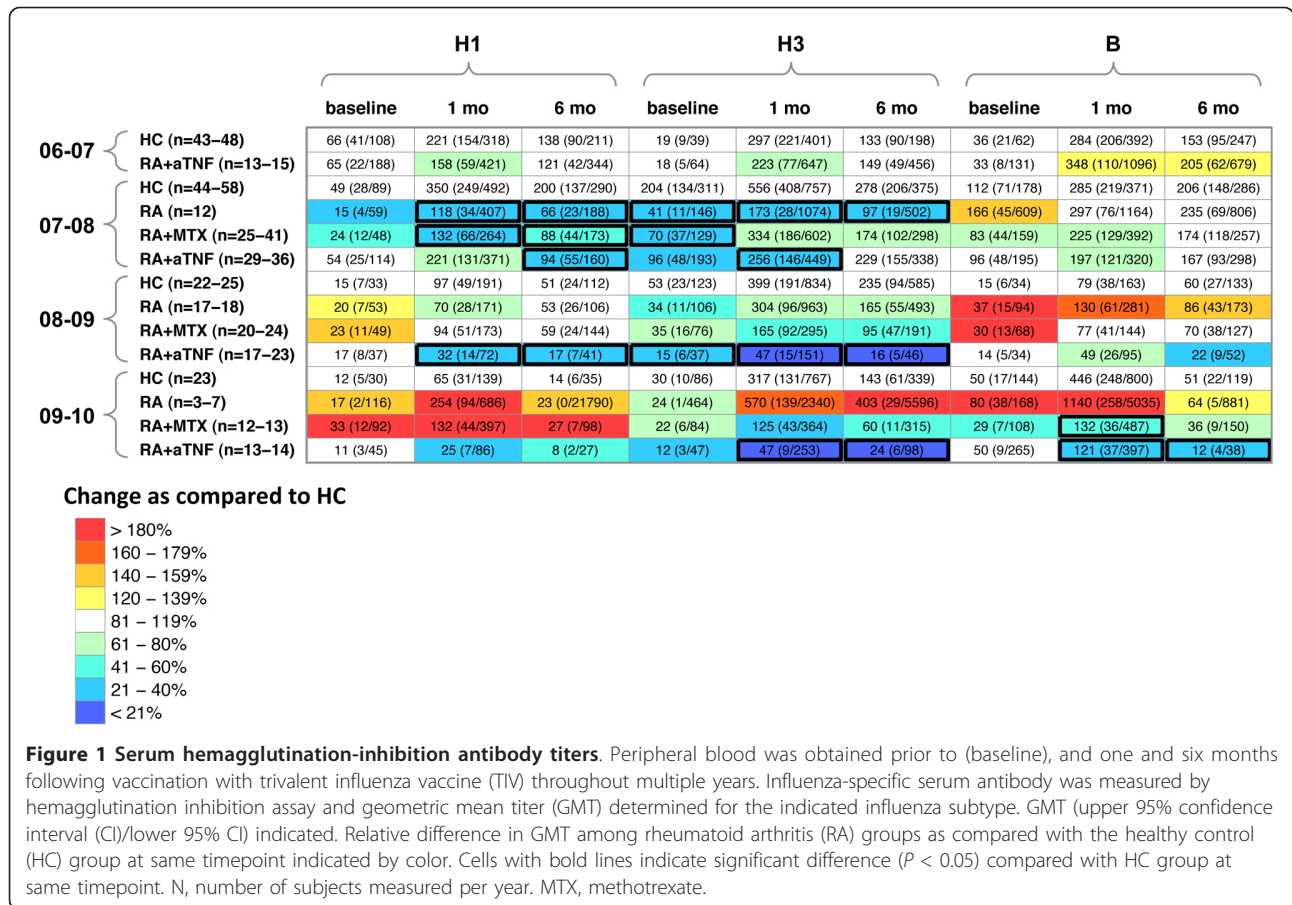 H1 H3 B
baseline 1 mo 6 mo baseline 1 mo 6 mo baseline 1 mo 6 mo
06-07
HC (n=43–48) 66 (41/108) 221 (154/318) 138 (90/211) 19 (9/39) 297 (221/401) 133 (90/198) 36 (21/62) 284 (206/392) 153 (95/247)
RA+aTNF (n=13–15) 65 (22/188) 158 (59/421) 121 (42/344) 18 (5/64) 223 (77/647) 149 (49/456) 33 (8/131) 348 (110/1096) 205 (62/679)
07-08
HC (n=44–58) 49 (28/89) 350 (249/492) 200 (137/290) 204 (134/311) 556 (408/757) 278 (206/375) 112 (71/178) 285 (219/371) 206 (148/286)
RA (n=12) 15 (4/59) 118 (34/407) 66 (23/188) 41 (11/146) 173 (28/1074) 97 (19/502) 166 (45/609) 297 (76/1164) 235 (69/806)
RA+MTX (n=25–41) 24 (12/48) 132 (66/264) 88 (44/173) 70 (37/129) 334 (186/602) 174 (102/298) 83 (44/159) 225 (129/392) 174 (118/257)
RA+aTNF (n=29–36) 54 (25/114) 221 (131/371) 94 (55/160) 96 (48/193) 256 (146/449) 229 (155/338) 96 (48/195) 197 (121/320) 167 (93/298)
08-09
HC (n=22–25) 15 (7/33) 97 (49/191) 51 (24/112) 53 (23/123) 399 (191/834) 235 (94/585) 15 (6/34) 79 (38/163) 60 (27/133)
RA (n=17–18) 20 (7/53) 70 (28/171) 53 (26/106) 34 (11/106) 304 (96/963) 165 (55/493) 37 (15/94) 130 (61/281) 86 (43/173)
RA+MTX (n=20–24) 23 (11/49) 94 (51/173) 59 (24/144) 35 (16/76) 165 (92/295) 95 (47/191) 30 (13/68) 77 (41/144) 70 (38/127)
RA+aTNF (n=17–23) 17 (8/37) 32 (14/72) 17 (7/41) 15 (6/37) 47 (15/151) 16 (5/46) 14 (5/34) 49 (26/95) 22 (9/52)
09-10
HC (n=23) 12 (5/30) 65 (31/139) 14 (6/35) 30 (10/86) 317 (131/767) 143 (61/339) 50 (17/144) 446 (248/800) 51 (22/119)
RA (n=3–7) 17 (2/116) 254 (94/686) 23 (0/21790) 24 (1/464) 570 (139/2340) 403 (29/5596) 80 (38/168) 1140 (258/5035) 64 (5/881)
RA+MTX (n=12–13) 33 (12/92) 132 (44/397) 27 (7/98) 22 (6/84) 125 (43/364) 60 (11/315) 29 (7/108) 132 (36/487) 36 (9/150)
RA+aTNF (n=13–14) 11 (3/45) 25 (7/86) 8 (2/27) 12 (3/47) 47 (9/253) 24 (6/98) 50 (9/265) 121 (37/397) 12 (4/38)
Change as compared to HC
> 180%
160 – 179%
140 – 159%
120 – 139%
81 – 119%
61 – 80%
41 – 60%
21 – 40%
< 21%
Figure 1 Serum hemagglutination-inhibition antibody titers. Peripheral blood was obtained prior to (baseline), and one and six months
following vaccination with trivalent influenza vaccine (TIV) throughout multiple years. Influenza-specific serum antibody was measured by
hemagglutination inhibition assay and geometric mean titer (GMT) determined for the indicated influenza subtype. GMT (upper 95% confidence
interval (CI)/lower 95% CI) indicated. Relative difference in GMT among rheumatoid arthritis (RA) groups as compared with the healthy control
(HC) group at same timepoint indicated by color. Cells with bold lines indicate significant difference (P < 0.05) compared with HC group at
same timepoint. N, number of subjects measured per year. MTX, methotrexate.